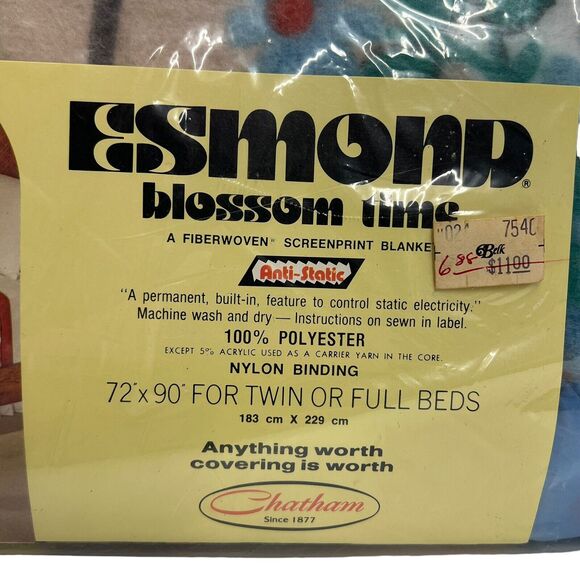 ESMOND®
blossom time
A FIBERWOVEN® SCREENPRINT BLANKE
754
Belk
6.88 $11.00
Anti-Static
"A permanent, built-in, feature to control static electricity."
Machine wash and dry — Instructions on sewn in label.
100% POLYESTER
EXCEPT 5% ACRYLIC USED AS A CARRIER YARN IN THE CORE.
NYLON BINDING
72"x 90" FOR TWIN OR FULL BEDS
183 cm X 229 cm
Anything worth
covering is worth
Chatham
Since 1877